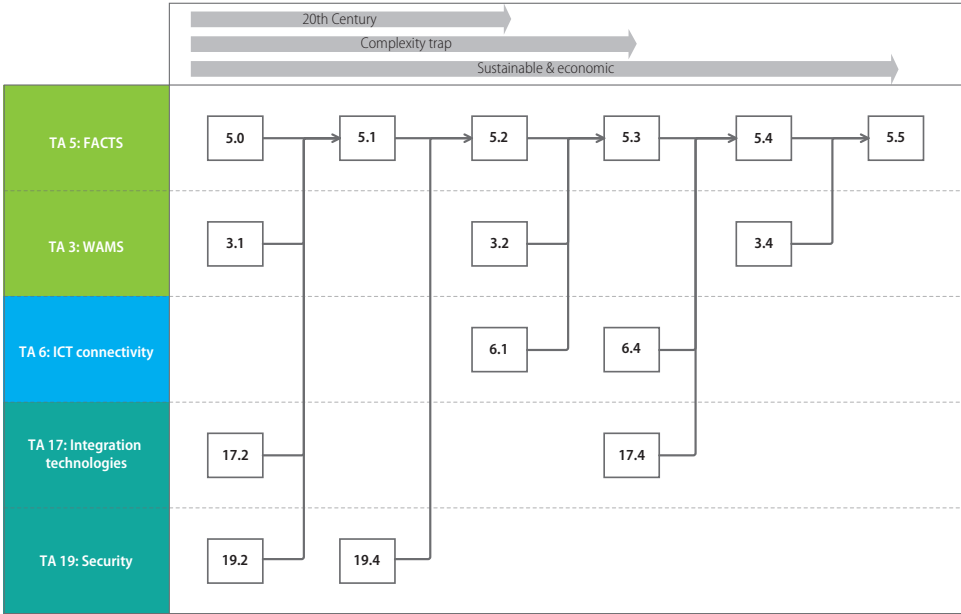 20th Century
Complexity trap
Sustainable & economic
TA 5: FACTS
5.0
5.1
5.2
5.3
5.4
5.5
TA 3: WAMS
3.1
3.2
3.4
TA 6: ICT connectivity
6.1
6.4
TA 17: Integration
technologies
17.2
17.4
TA 19: Security
19.2
19.4